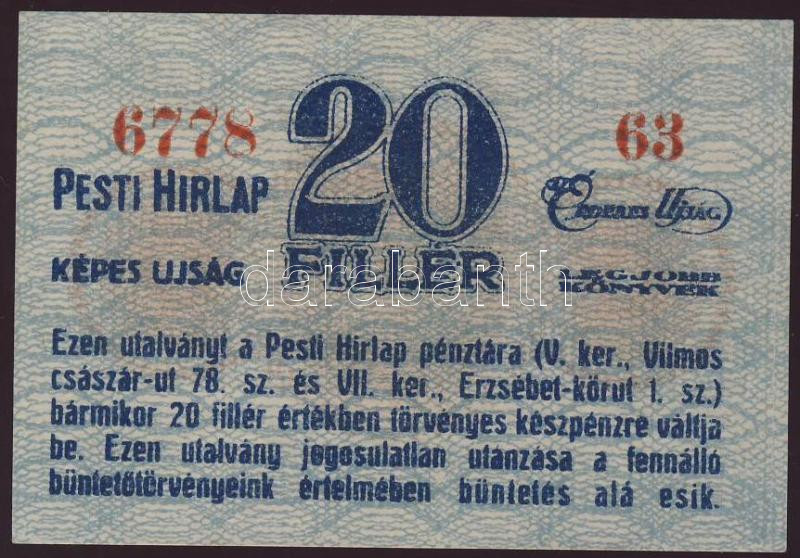 6778 20 63
PESTI HIRLAP
AZ ÉRDEKES UJSÁG
KÉPES UJSÁG FILLÉR LEGJOBB
KÖNYVEK
darabanth
Ezen utalványt a Pesti Hirlap pénztára (V. ker., Vilmos
császár-ut 78. sz. és VII. ker., Erzsébet-körut 1. sz.)
bármikor 20 fillér értékben törvényes készpénzre váltja
be. Ezen utalvány jogosulatlan utánzása a fennálló
büntetőtörvényeink értelmében büntetés alá esik.